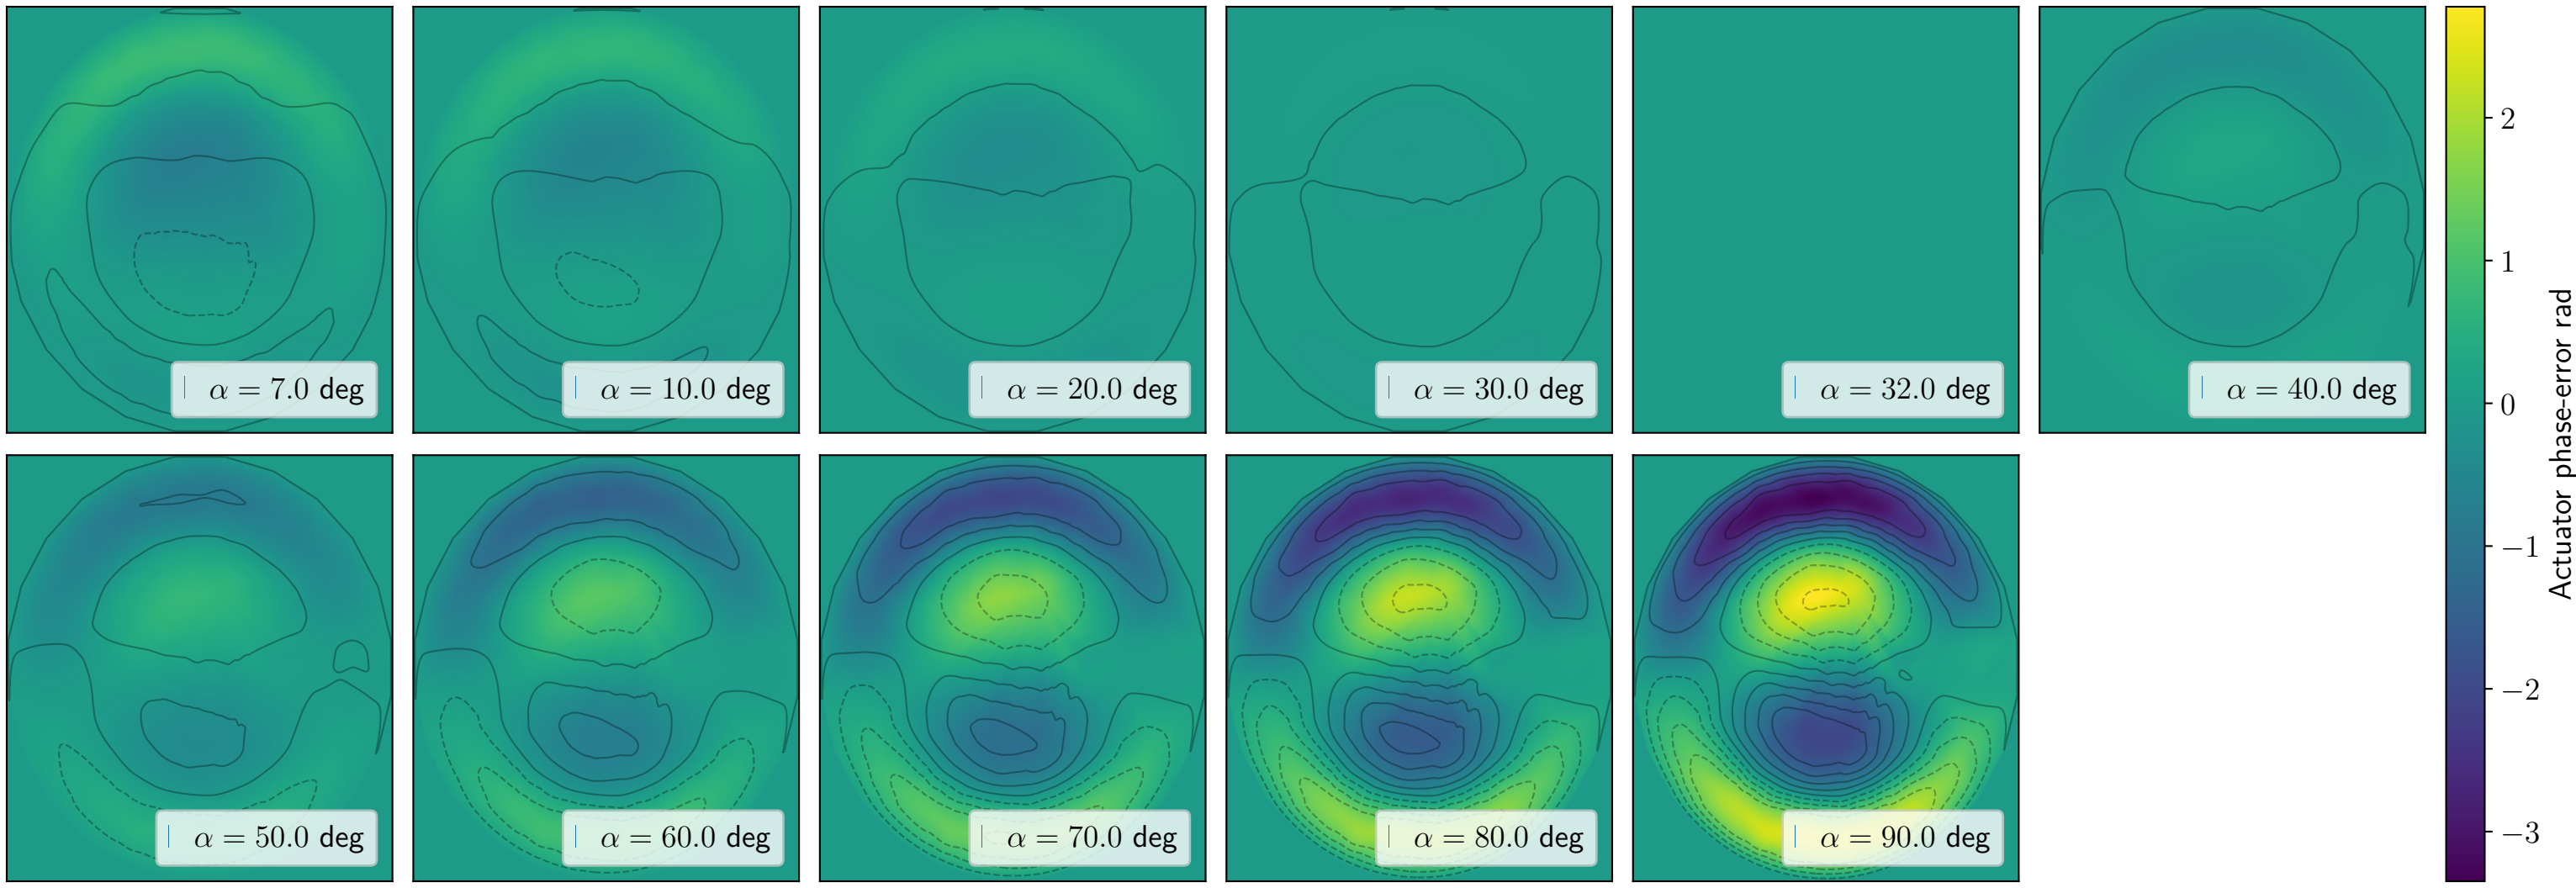 α = 7.0 deg
α = 10.0 deg
α = 20.0 deg
α = 30.0 deg
α = 32.0 deg
α = 40.0 deg
α = 50.0 deg
α = 60.0 deg
α = 70.0 deg
α = 80.0 deg
α = 90.0 deg
2
1
0
−1
−2
−3
Actuator phase-error rad